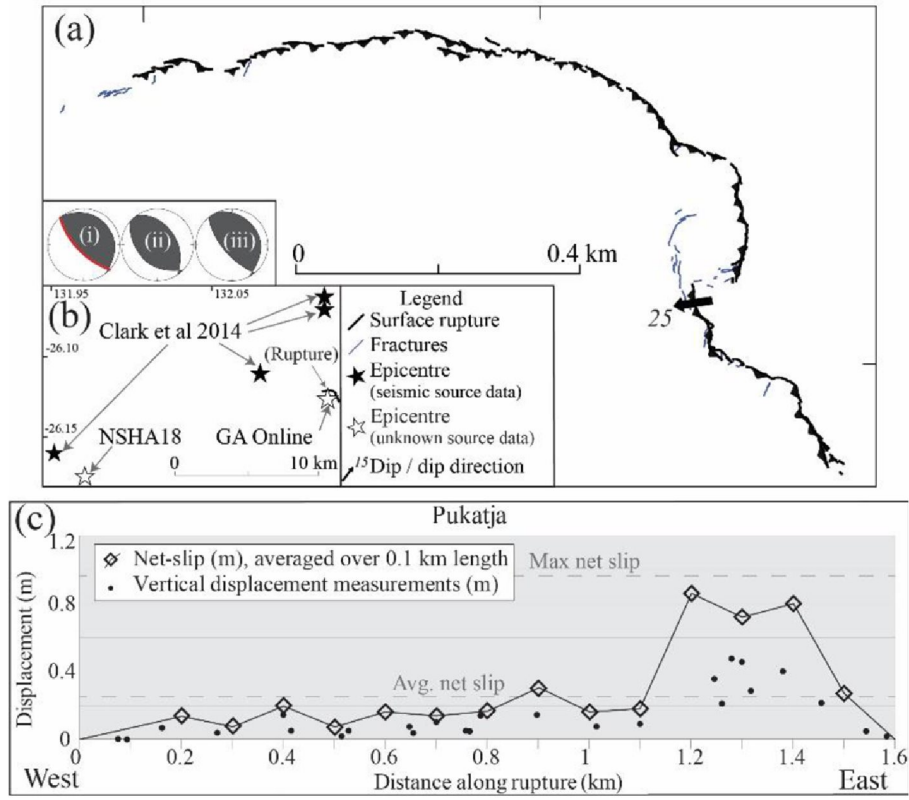 (a)
(i)
(ii)
(iii)
0
0.4 km
25
131.95
132.05
(b)
Clark et al 2014
-26.10
(Rupture)
-26.15
NSHA18
GA Online
0
10 km
Legend
Surface rupture
Fractures
Epicentre
(seismic source data)
Epicentre
(unknown source data)
15 Dip / dip direction
(c)
Pukatja
1.2
Net-slip (m), averaged over 0.1 km length
Vertical displacement measurements (m)
Max net slip
0.8
Displacement (m)
0.4
Avg. net slip
0
0 0.2 0.4 0.6 0.8 1.0 1.2 1.4 1.6
West
Distance along rupture (km)
East